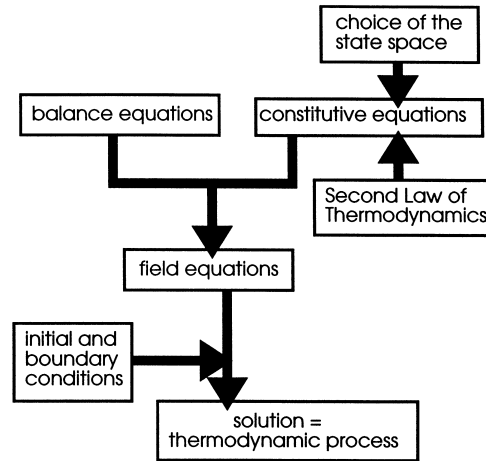 choice of the
state space
balance equations
constitutive equations
Second Law of
Thermodynamics
field equations
initial and
boundary
conditions
solution =
thermodynamic process